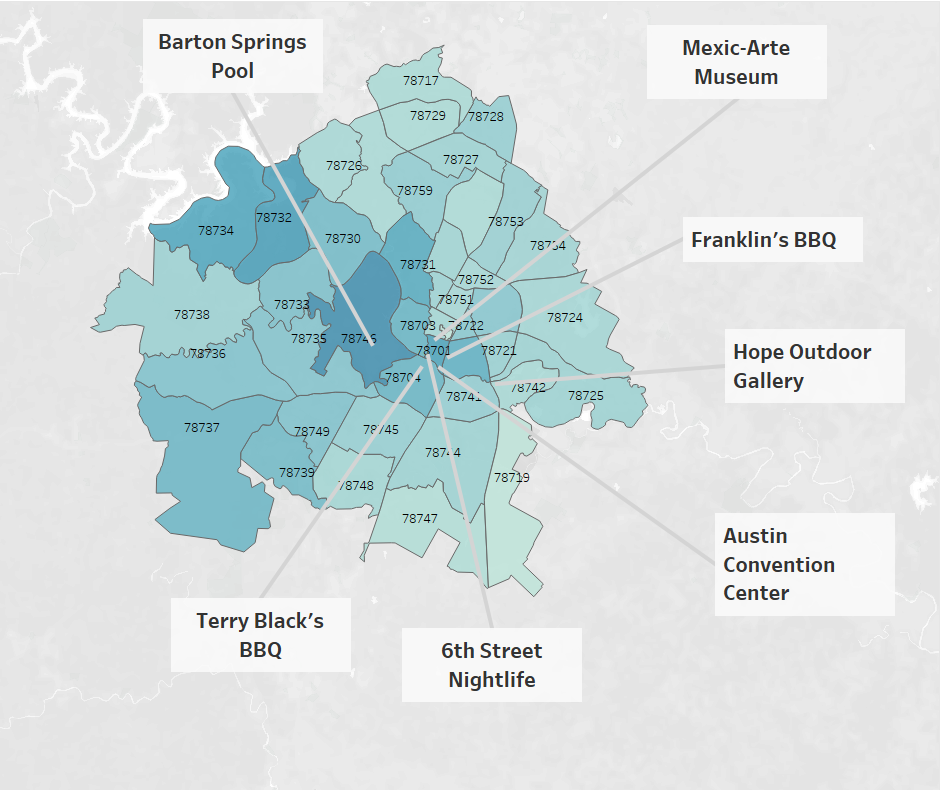 Barton Springs
Pool
Mexic-Arte
Museum
78717
78729
78728
78727
78726
78759
78753
78732
78734
78730
78754
78731
78752
78751
78733
78738
78703
78722
78724
78735
78746
78701
78721
78736
78704
78742
78741
78725
78737
78749
78745
78744
78739
78748
78719
78747
Franklin’s BBQ
Hope Outdoor
Gallery
Austin
Convention
Center
Terry Black’s
BBQ
6th Street
Nightlife